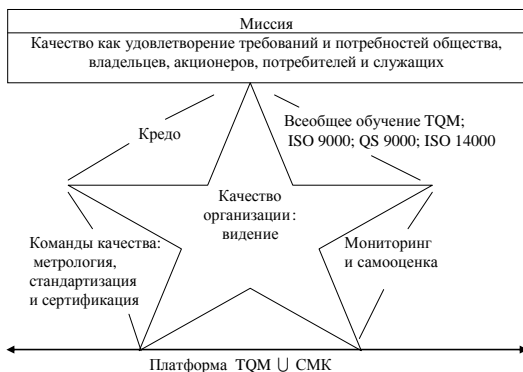 Миссия
Качество как удовлетворение требований и потребностей общества,
владельцев, акционеров, потребителей и служащих
Кредо
Всеобщее обучение TQM;
ISO 9000; QS 9000; ISO 14000
Качество
организации:
видение
Команды качества:
метрология,
стандартизация
и сертификация
Мониторинг
и самооценка
Платформа TQM ∪ СМК